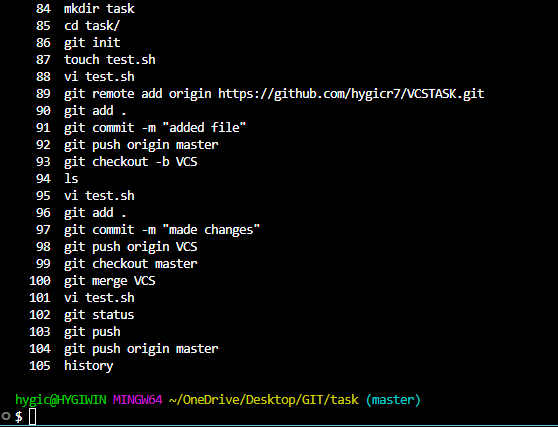 84 mkdir task
85 cd task/
86 git init
87 touch test.sh
88 vi test.sh
89 git remote add origin https://github.com/hygicr7/VCSTASK.git
90 git add .
91 git commit -m "added file"
92 git push origin master
93 git checkout -b VCS
94 ls
95 vi test.sh
96 git add .
97 git commit -m "made changes"
98 git push origin VCS
99 git checkout master
100 git merge VCS
101 vi test.sh
102 git status
103 git push
104 git push origin master
105 history
hygic@HYGIWIN MINGW64 ~/OneDrive/Desktop/GIT/task (master)
$